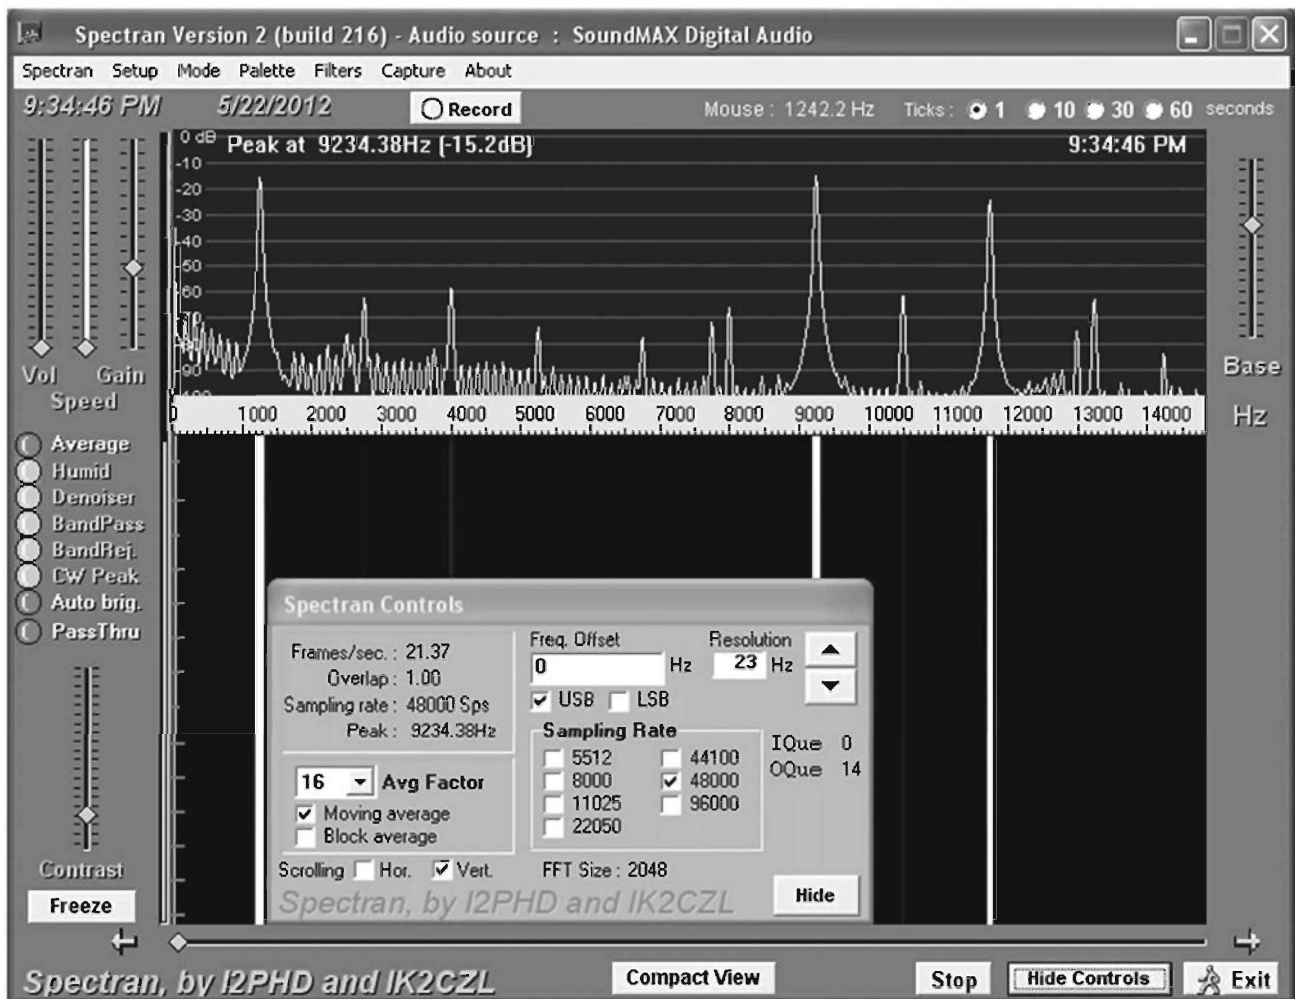 Spectran Version 2 (build 216) - Audio source : SoundMAX Digital Audio
Spectran Setup Mode Palette Filters Capture About
9:34:46 PM 5/22/2012 Record Mouse : 1242.2 Hz Ticks : 1 10 30 60 seconds
0 dB Peak at 9234.38Hz (-15.2dB) 9:34:46 PM
-10
-20
-30
-40
-50
-60
-70
-80
-90
Vol Gain
Speed
Base
0 1000 2000 3000 4000 5000 6000 7000 8000 9000 10000 11000 12000 13000 14000 Hz
Average
Humid
Denoiser
BandPass
BandRej.
CW Peak
Auto brig.
PassThru
Contrast
Freeze
Spectran Controls
Frames/sec. : 21.37
Overlap : 1.00
Sampling rate : 48000 Sps
Peak : 9234.38Hz
16 Avg Factor
Moving average
Block average
Scrolling Hor. Vert.
Freq. Offset
0 Hz
USB LSB
Resolution
23 Hz
Sampling Rate
5512 44100
8000 48000
11025 96000
22050
IQue 0
OQue 14
FFT Size : 2048
Spectran, by I2PHD and IK2CZL
Hide
Spectran, by I2PHD and IK2CZL
Compact View Stop Hide Controls Exit